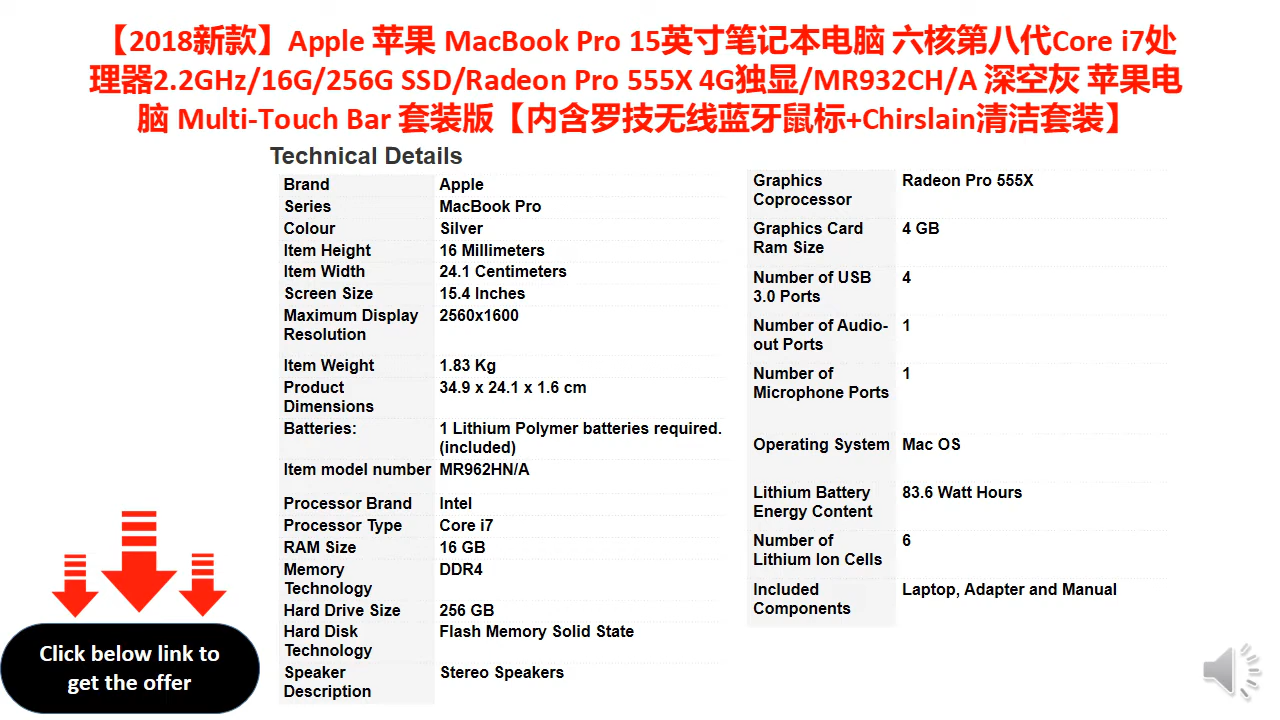 【2018新款】Apple 苹果 MacBook Pro 15英寸笔记本电脑 六核第八代Core i7处
理器2.2GHz/16G/256G SSD/Radeon Pro 555X 4G独显/MR932CH/A 深空灰 苹果电
脑 Multi-Touch Bar 套装版【内含罗技无线蓝牙鼠标+Chirslain清洁套装】
Technical Details
Brand Apple
Series MacBook Pro
Colour Silver
Item Height 16 Millimeters
Item Width 24.1 Centimeters
Screen Size 15.4 Inches
Maximum Display 2560x1600
Resolution
Item Weight 1.83 Kg
Product 34.9 x 24.1 x 1.6 cm
Dimensions
Batteries: 1 Lithium Polymer batteries required.
(included)
Item model number MR962HN/A
Processor Brand Intel
Processor Type Core i7
RAM Size 16 GB
Memory DDR4
Technology
Hard Drive Size 256 GB
Hard Disk Flash Memory Solid State
Technology
Speaker Stereo Speakers
Description
Graphics Radeon Pro 555X
Coprocessor
Graphics Card 4 GB
Ram Size
Number of USB 4
3.0 Ports
Number of Audio- 1
out Ports
Number of 1
Microphone Ports
Operating System Mac OS
Lithium Battery 83.6 Watt Hours
Energy Content
Number of 6
Lithium Ion Cells
Included Laptop, Adapter and Manual
Components
Click below link to
get the offer